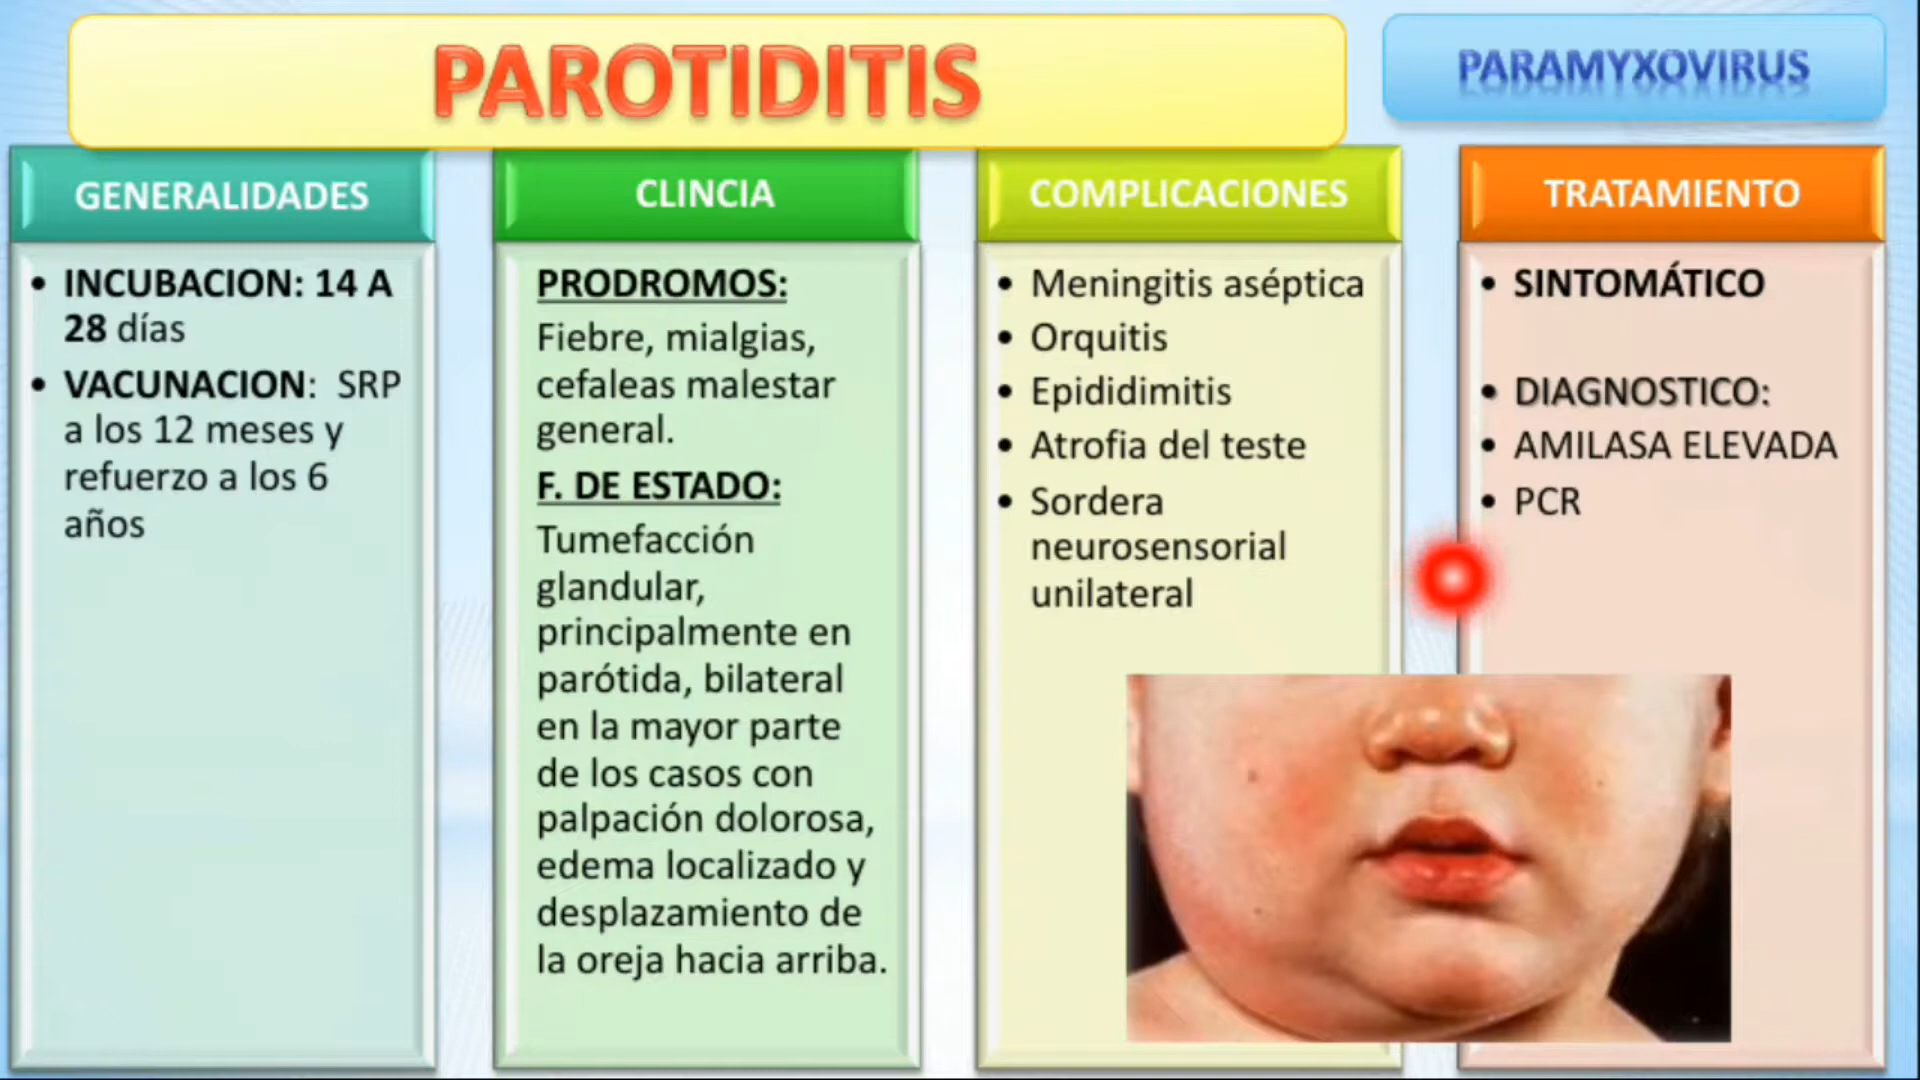 PAROTIDITIS
PARAMYXOVIRUS
GENERALIDADES
• INCUBACION: 14 A
28 días
• VACUNACION: SRP
a los 12 meses y
refuerzo a los 6
años
CLINCIA
PRODROMOS:
Fiebre, mialgias,
cefaleas malestar
general.
F. DE ESTADO:
Tumefacción
glandular,
principalmente en
parótida, bilateral
en la mayor parte
de los casos con
palpación dolorosa,
edema localizado y
desplazamiento de
la oreja hacia arriba.
COMPLICACIONES
• Meningitis aséptica
• Orquitis
• Epididimitis
• Atrofia del teste
• Sordera
neurosensorial
unilateral
TRATAMIENTO
• SINTOMÁTICO
• DIAGNOSTICO:
• AMILASA ELEVADA
• PCR